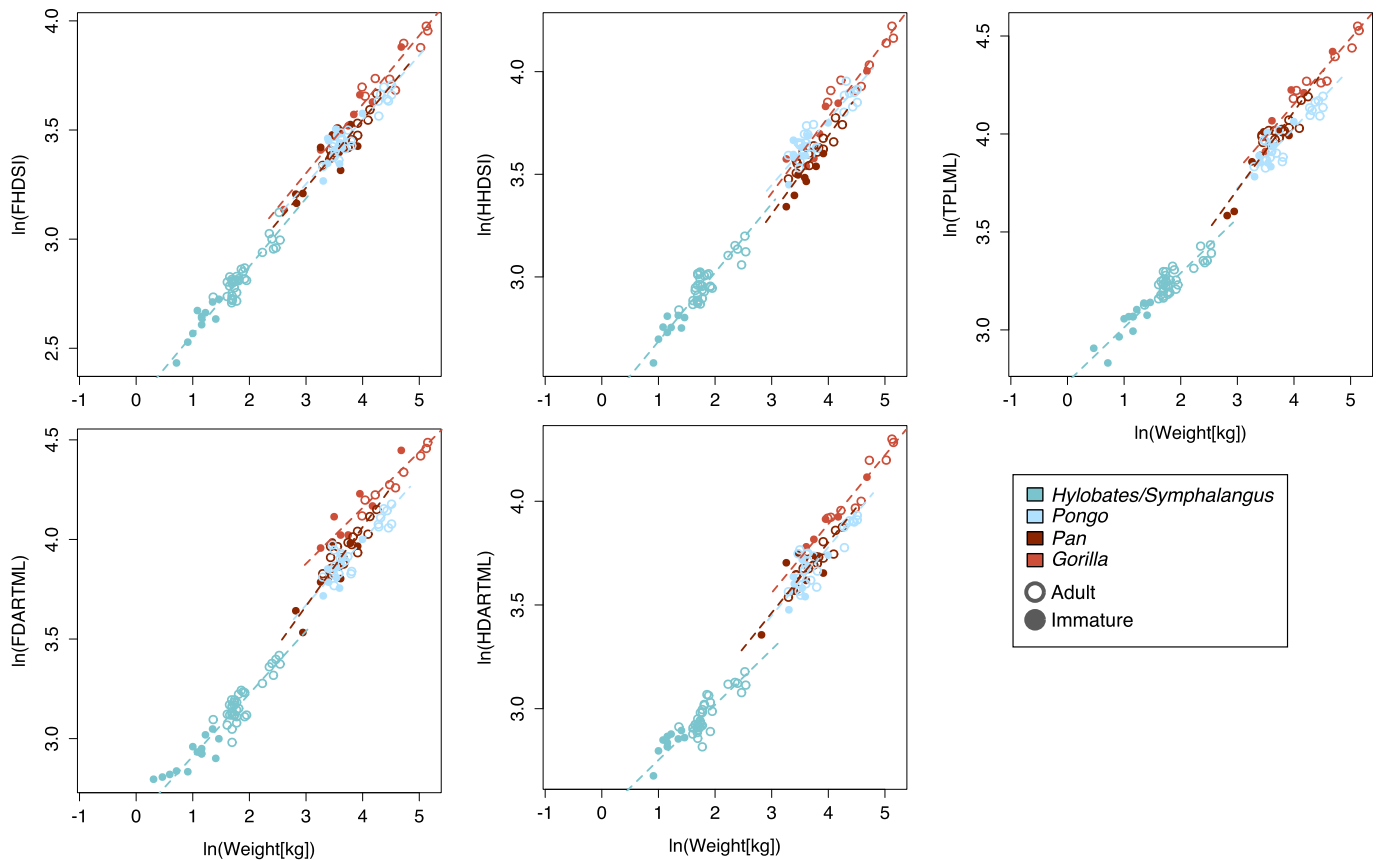 ln(FHDSI)
2.5 3.0 3.5 4.0
-1 0 1 2 3 4 5
ln(HHDSI)
3.0 3.5 4.0
-1 0 1 2 3 4 5
ln(TPLML)
3.0 3.5 4.0 4.5
-1 0 1 2 3 4 5
ln(Weight[kg])
ln(FDARTML)
3.0 3.5 4.0 4.5
-1 0 1 2 3 4 5
ln(Weight[kg])
ln(HDARTML)
3.0 3.5 4.0
-1 0 1 2 3 4 5
ln(Weight[kg])
Hylobates/Symphalangus
Pongo
Pan
Gorilla
Adult
Immature